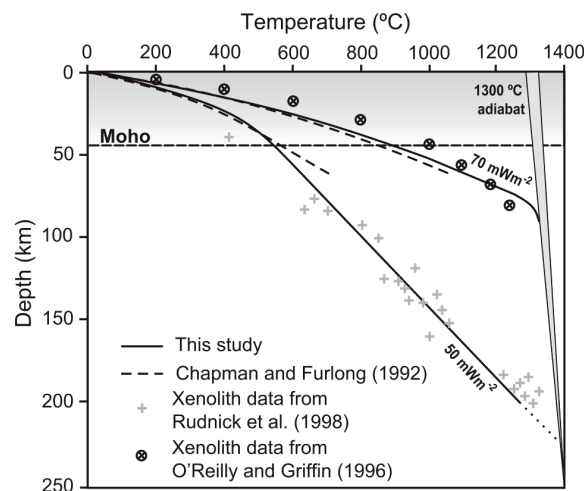 Temperature (ºC)
0 200 400 600 800 1000 1200 1400
0
50
100
150
200
250
Depth (km)
1300 ºC
adiabat
Moho
70 mWm-2
50 mWm-2
This study
Chapman and Furlong (1992)
Xenolith data from
Rudnick et al. (1998)
Xenolith data from
O'Reilly and Griffin (1996)